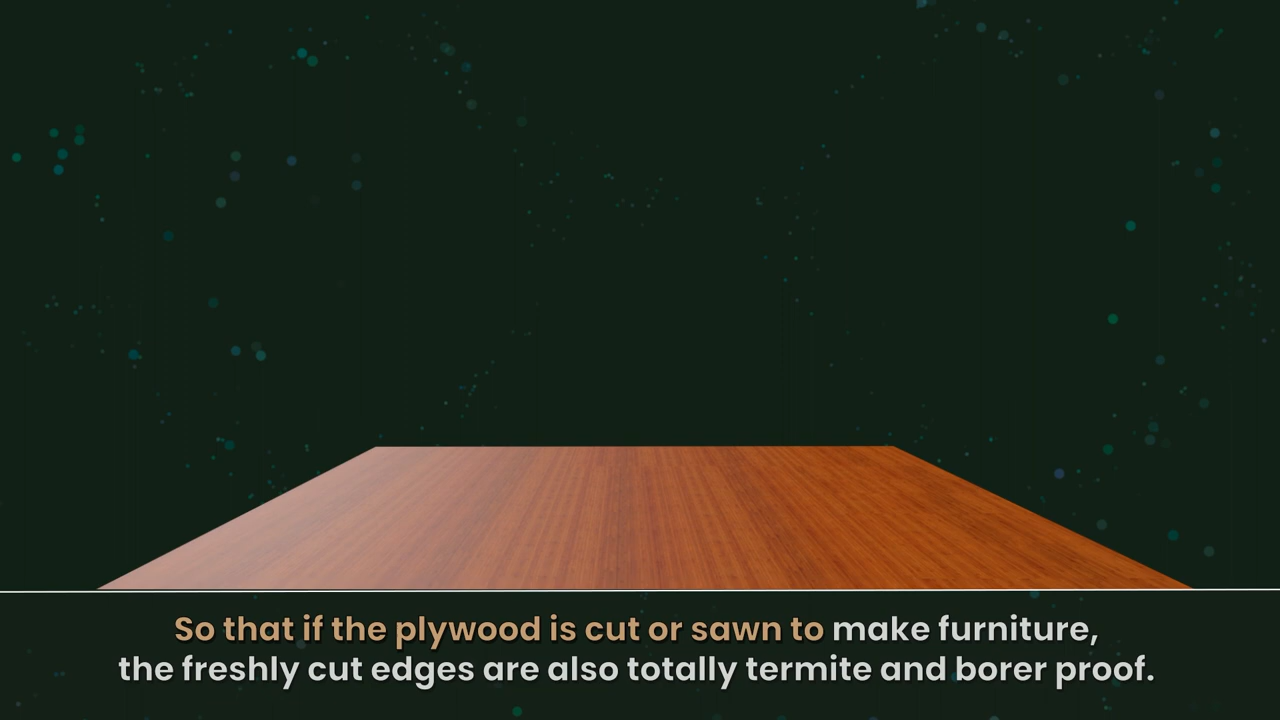 So that if the plywood is cut or sawn to make furniture,
the freshly cut edges are also totally termite and borer proof.